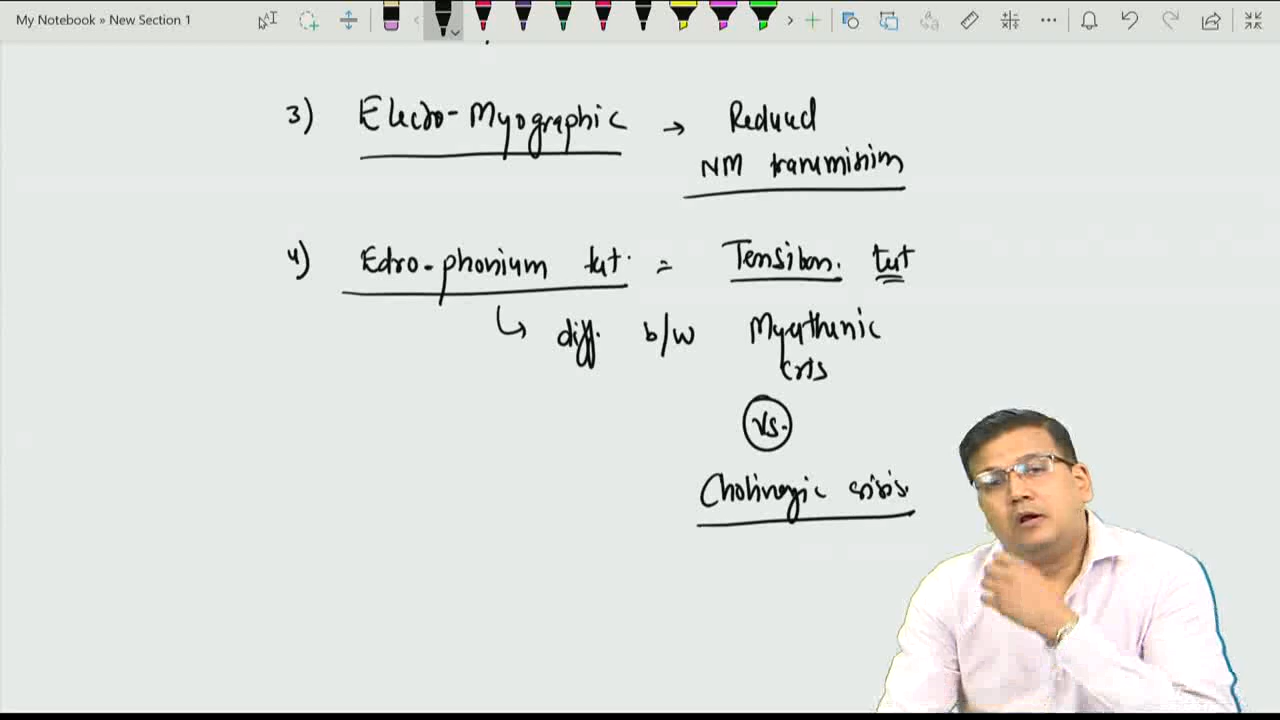 My Notebook » New Section 1
3) Electro-Myographic → Reduced
NM transmission
4) Edro-phonium test. = Tensilon. test
↳ diff. b/w Myasthenic
crisis
vs.
Cholinergic crisis.